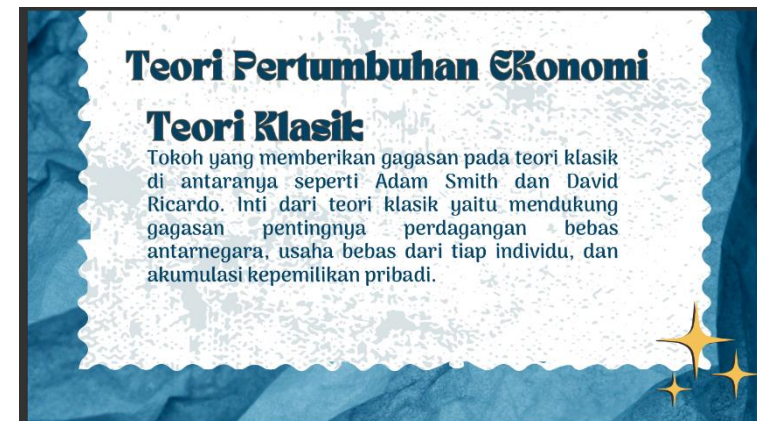 Teori Pertumbuhan EKonomi
Teori Klasik
Tokoh yang memberikan gagasan pada teori klasik
di antaranya seperti Adam Smith dan David
Ricardo. Inti dari teori klasik yaitu mendukung
gagasan pentingnya perdagangan bebas
antarnegara, usaha bebas dari tiap individu, dan
akumulasi kepemilikan pribadi.